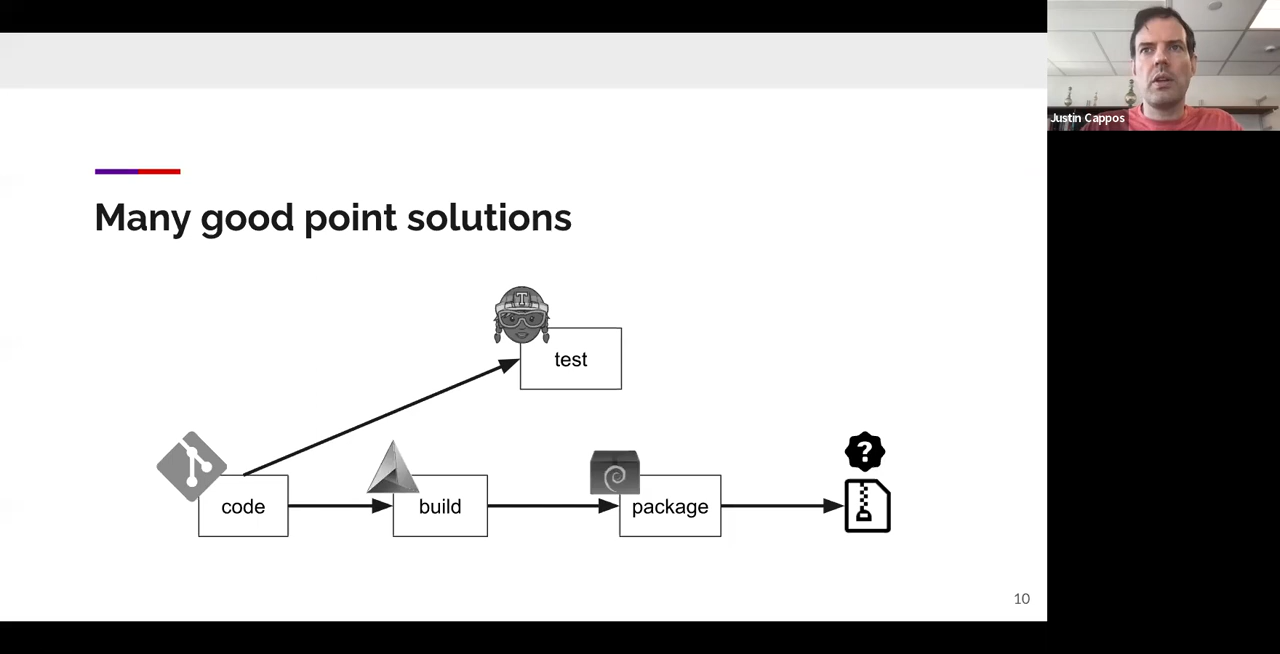 Justin Cappos
Many good point solutions
T
test
?
code
build
package
10